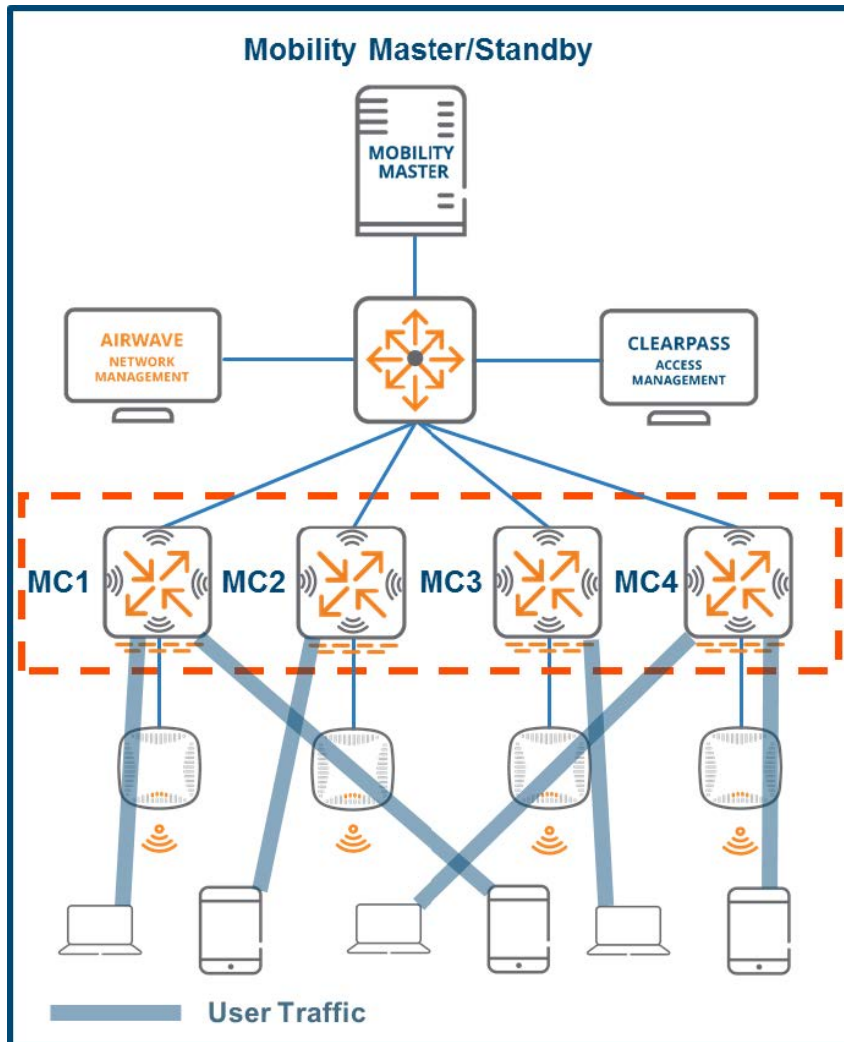 Mobility Master/Standby
MOBILITY
MASTER
AIRWAVE
NETWORK
MANAGEMENT
CLEARPASS
ACCESS
MANAGEMENT
MC1
MC2
MC3
MC4
User Traffic